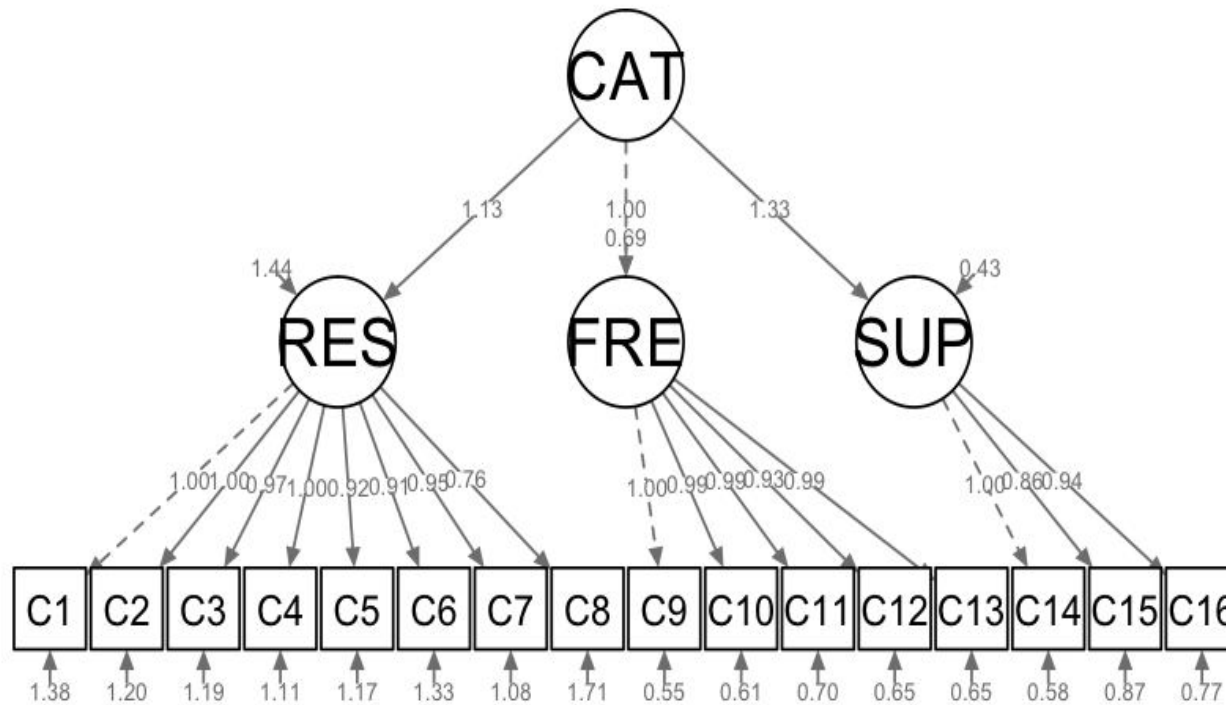 CAT
1.13 1.00 1.33
0.69
1.44 0.43
RES FRE SUP
1.00 1.00 0.97 1.00 0.92 0.91 0.95 0.76 1.00 0.99 0.99 0.93 0.99 1.00 0.86 0.94
C1 C2 C3 C4 C5 C6 C7 C8 C9 C10 C11 C12 C13 C14 C15 C16
1.38 1.20 1.19 1.11 1.17 1.33 1.08 1.71 0.55 0.61 0.70 0.65 0.65 0.58 0.87 0.77